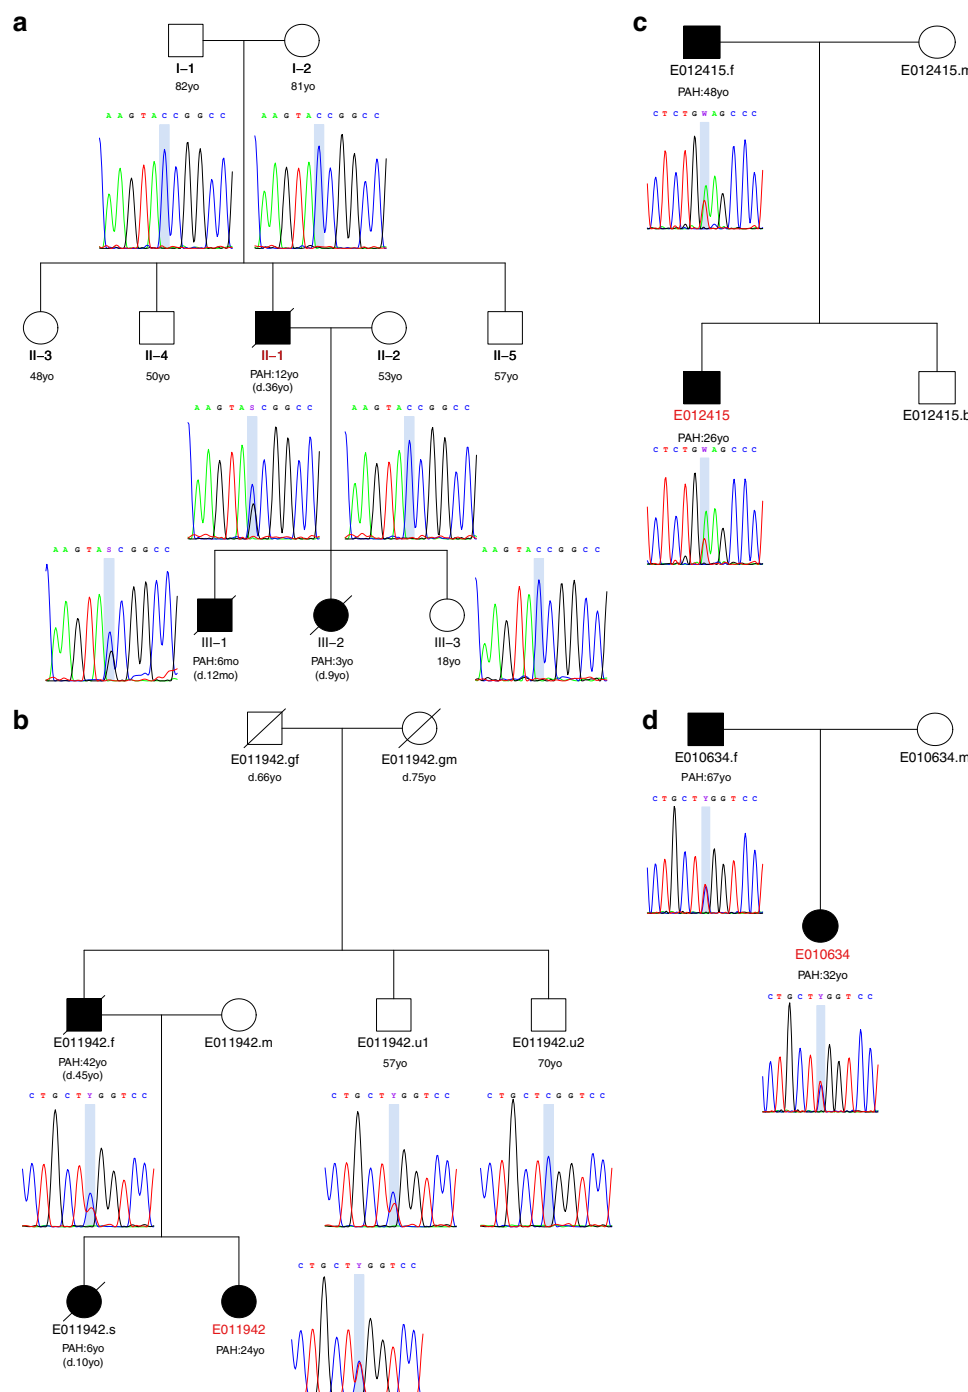 a
I–1
I–2
82yo
81yo
A A G T A C C G G C C
A A G T A C C G G C C
II–3
II–4
II–1
II–2
II–5
48yo
50yo
PAH:12yo
(d.36yo)
53yo
57yo
A A G T A S C G G C C
A A G T A C C G G C C
A A G T A S C G G C C
A A G T A C C G G C C
III–1
III–2
III–3
PAH:6mo
(d.12mo)
PAH:3yo
(d.9yo)
18yo
b
E011942.gf
E011942.gm
d.66yo
d.75yo
E011942.f
E011942.m
E011942.u1
E011942.u2
PAH:42yo
(d.45yo)
57yo
70yo
C T G C T Y G G T C C
C T G C T Y G G T C C
C T G C T C G G T C C
E011942.s
E011942
PAH:6yo
(d.10yo)
PAH:24yo
C T G C T Y G G T C C
c
E012415.f
E012415.m
PAH:48yo
C T C T G W A G C C C
E012415
E012415.b
PAH:26yo
C T C T G W A G C C C
d
E010634.f
E010634.m
PAH:67yo
C T G C T Y G G T C C
E010634
PAH:32yo
C T G C T Y G G T C C